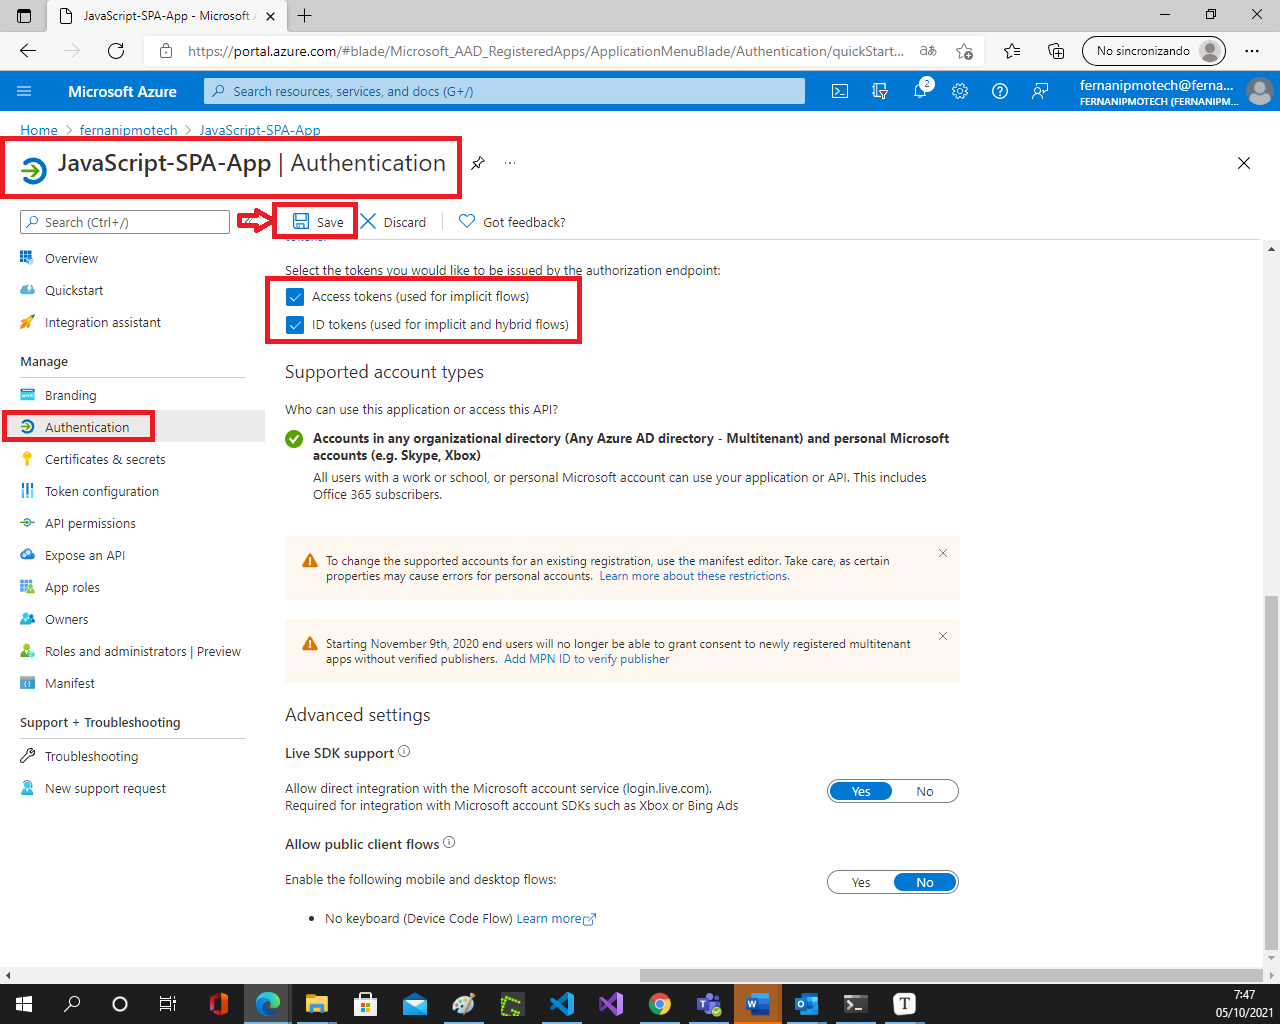 JavaScript-SPA-App - Microsoft A
https://portal.azure.com/#blade/Microsoft_AAD_RegisteredApps/ApplicationMenuBlade/Authentication/quickStart...
aあ
No sincronizando
Microsoft Azure
Search resources, services, and docs (G+/)
2
fernanipmotech@ferna...
FERNANIPMOTECH (FERNANIPM...
Home > fernanipmotech > JavaScript-SPA-App
JavaScript-SPA-App | Authentication
Search (Ctrl+/)
Save
Discard
Got feedback?
Overview
Quickstart
Integration assistant
Manage
Branding
Authentication
Certificates & secrets
Token configuration
API permissions
Expose an API
App roles
Owners
Roles and administrators | Preview
Manifest
Support + Troubleshooting
Troubleshooting
New support request
tokens.
Select the tokens you would like to be issued by the authorization endpoint:
Access tokens (used for implicit flows)
ID tokens (used for implicit and hybrid flows)
Supported account types
Who can use this application or access this API?
Accounts in any organizational directory (Any Azure AD directory - Multitenant) and personal Microsoft
accounts (e.g. Skype, Xbox)
All users with a work or school, or personal Microsoft account can use your application or API. This includes
Office 365 subscribers.
To change the supported accounts for an existing registration, use the manifest editor. Take care, as certain
properties may cause errors for personal accounts. Learn more about these restrictions.
Starting November 9th, 2020 end users will no longer be able to grant consent to newly registered multitenant
apps without verified publishers. Add MPN ID to verify publisher
Advanced settings
Live SDK support
Allow direct integration with the Microsoft account service (login.live.com).
Required for integration with Microsoft account SDKs such as Xbox or Bing Ads
Yes No
Allow public client flows
Enable the following mobile and desktop flows:
Yes No
• No keyboard (Device Code Flow) Learn more
7:47
05/10/2021